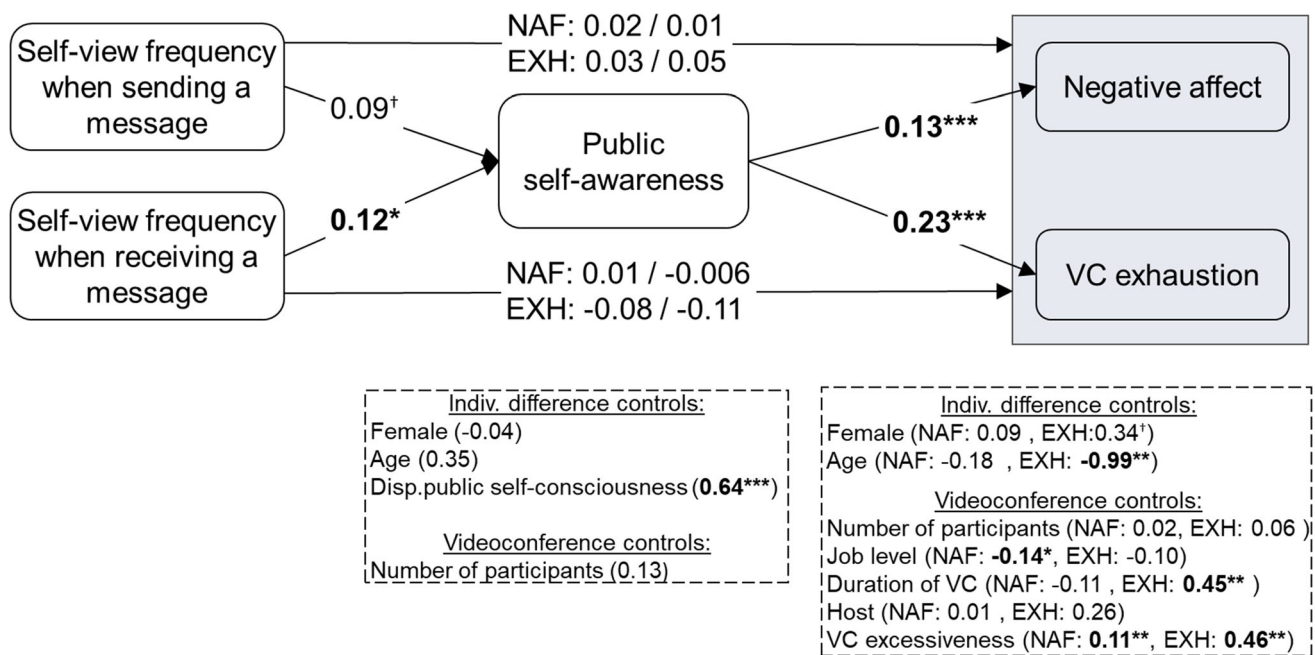 Self-view frequency
when sending a
message
NAF: 0.02 / 0.01
EXH: 0.03 / 0.05
0.09†
Self-view frequency
when receiving a
message
0.12*
Public
self-awareness
NAF: 0.01 / -0.006
EXH: -0.08 / -0.11
0.13***
0.23***
Negative affect
VC exhaustion
Indiv. difference controls:
Female (-0.04)
Age (0.35)
Disp.public self-consciousness (0.64***)
Videoconference controls:
Number of participants (0.13)
Indiv. difference controls:
Female (NAF: 0.09 , EXH:0.34†)
Age (NAF: -0.18 , EXH: -0.99**)
Videoconference controls:
Number of participants (NAF: 0.02, EXH: 0.06 )
Job level (NAF: -0.14*, EXH: -0.10)
Duration of VC (NAF: -0.11 , EXH: 0.45** )
Host (NAF: 0.01 , EXH: 0.26)
VC excessiveness (NAF: 0.11**, EXH: 0.46**)